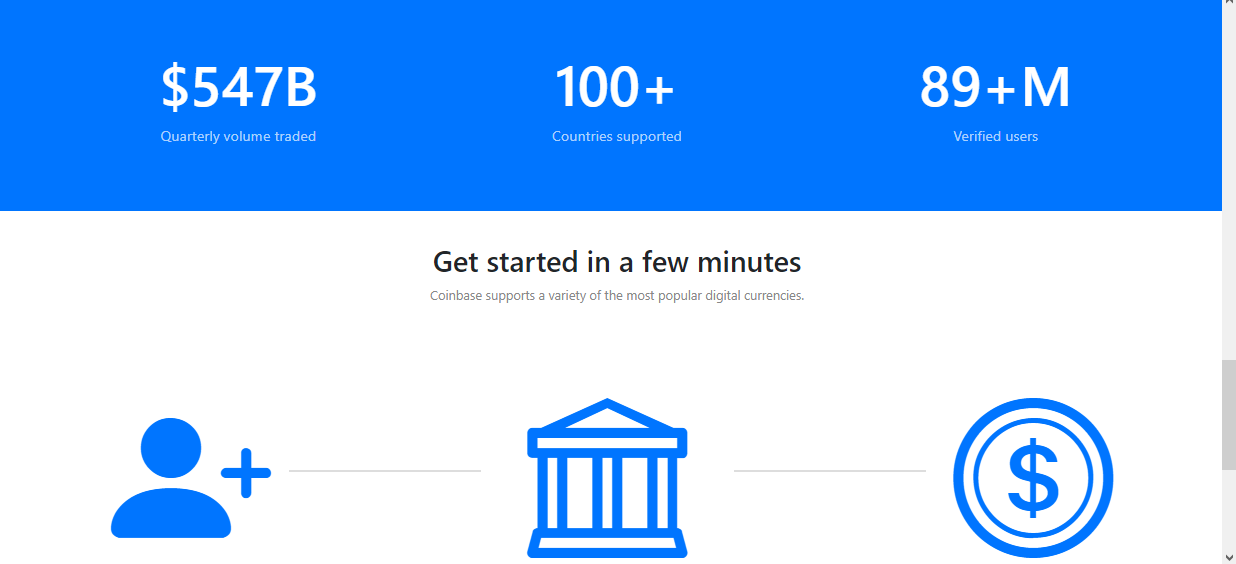 $547B
Quarterly volume traded
100+
Countries supported
89+M
Verified users
Get started in a few minutes
Coinbase supports a variety of the most popular digital currencies.
$